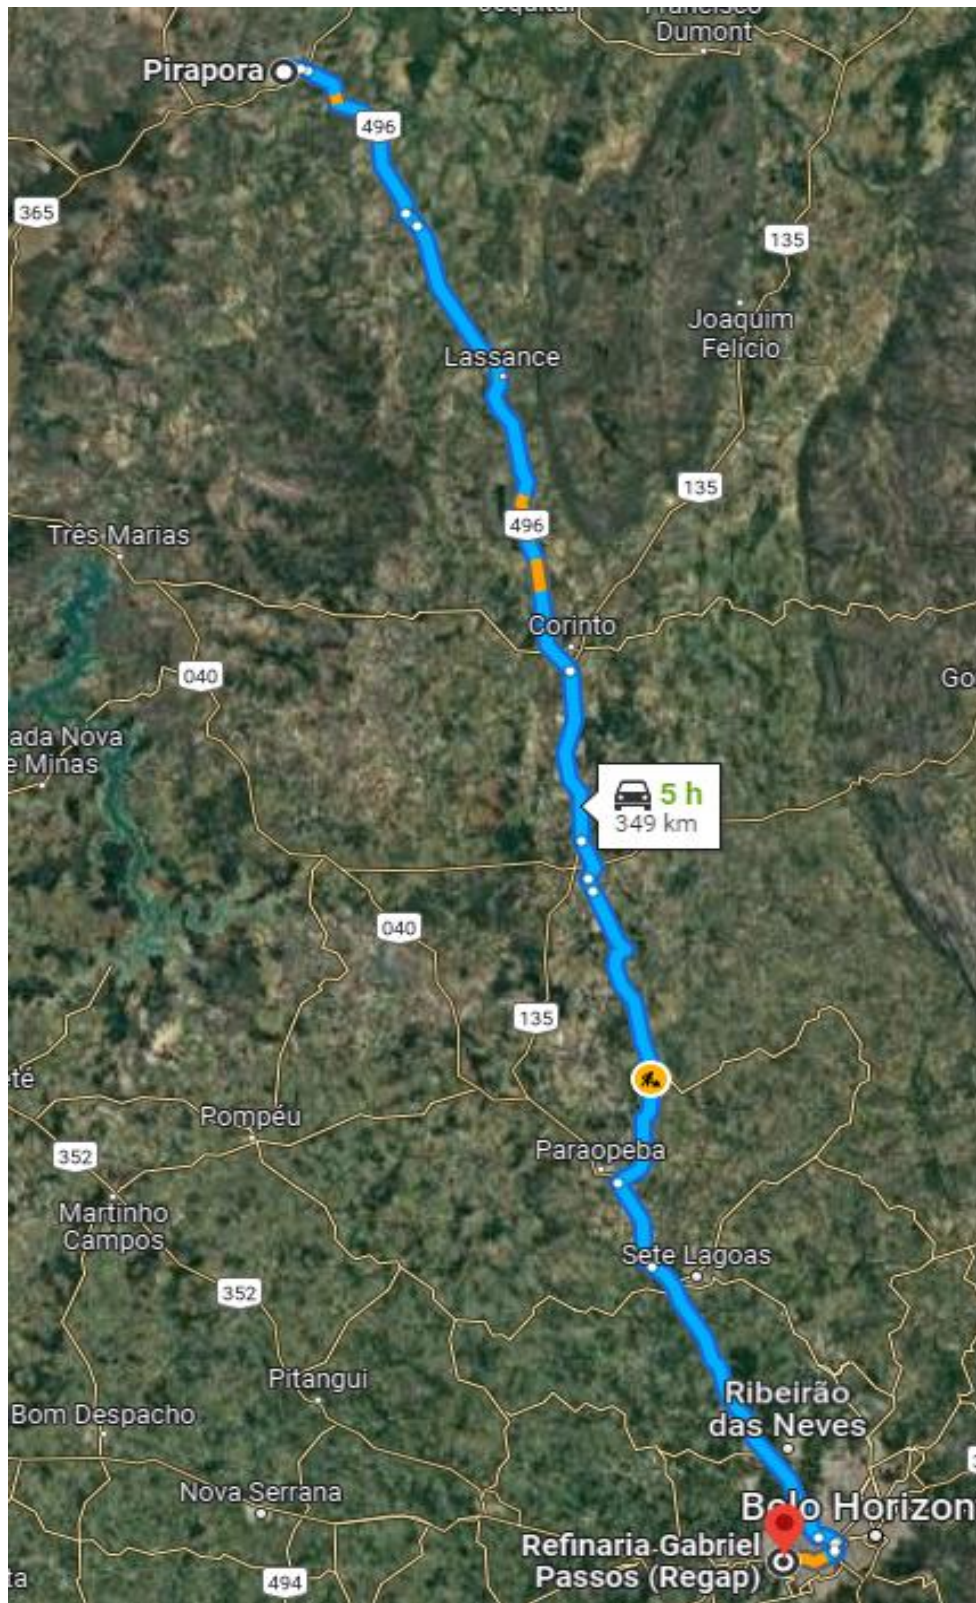 Francisco
Dumont
Pirapora
496
365
135
Joaquim
Felício
Lassance
135
496
Três Marias
Corinto
040
Go
ada Nova
e Minas
5 h
349 km
040
135
eté
Pompéu
Paraopeba
352
Martinho
Campos
Sete Lagoas
352
Pitangui
Ribeirão
das Neves
Bom Despacho
Nova Serrana
Belo Horizon
Refinaria Gabriel
Passos (Regap)
494
ta